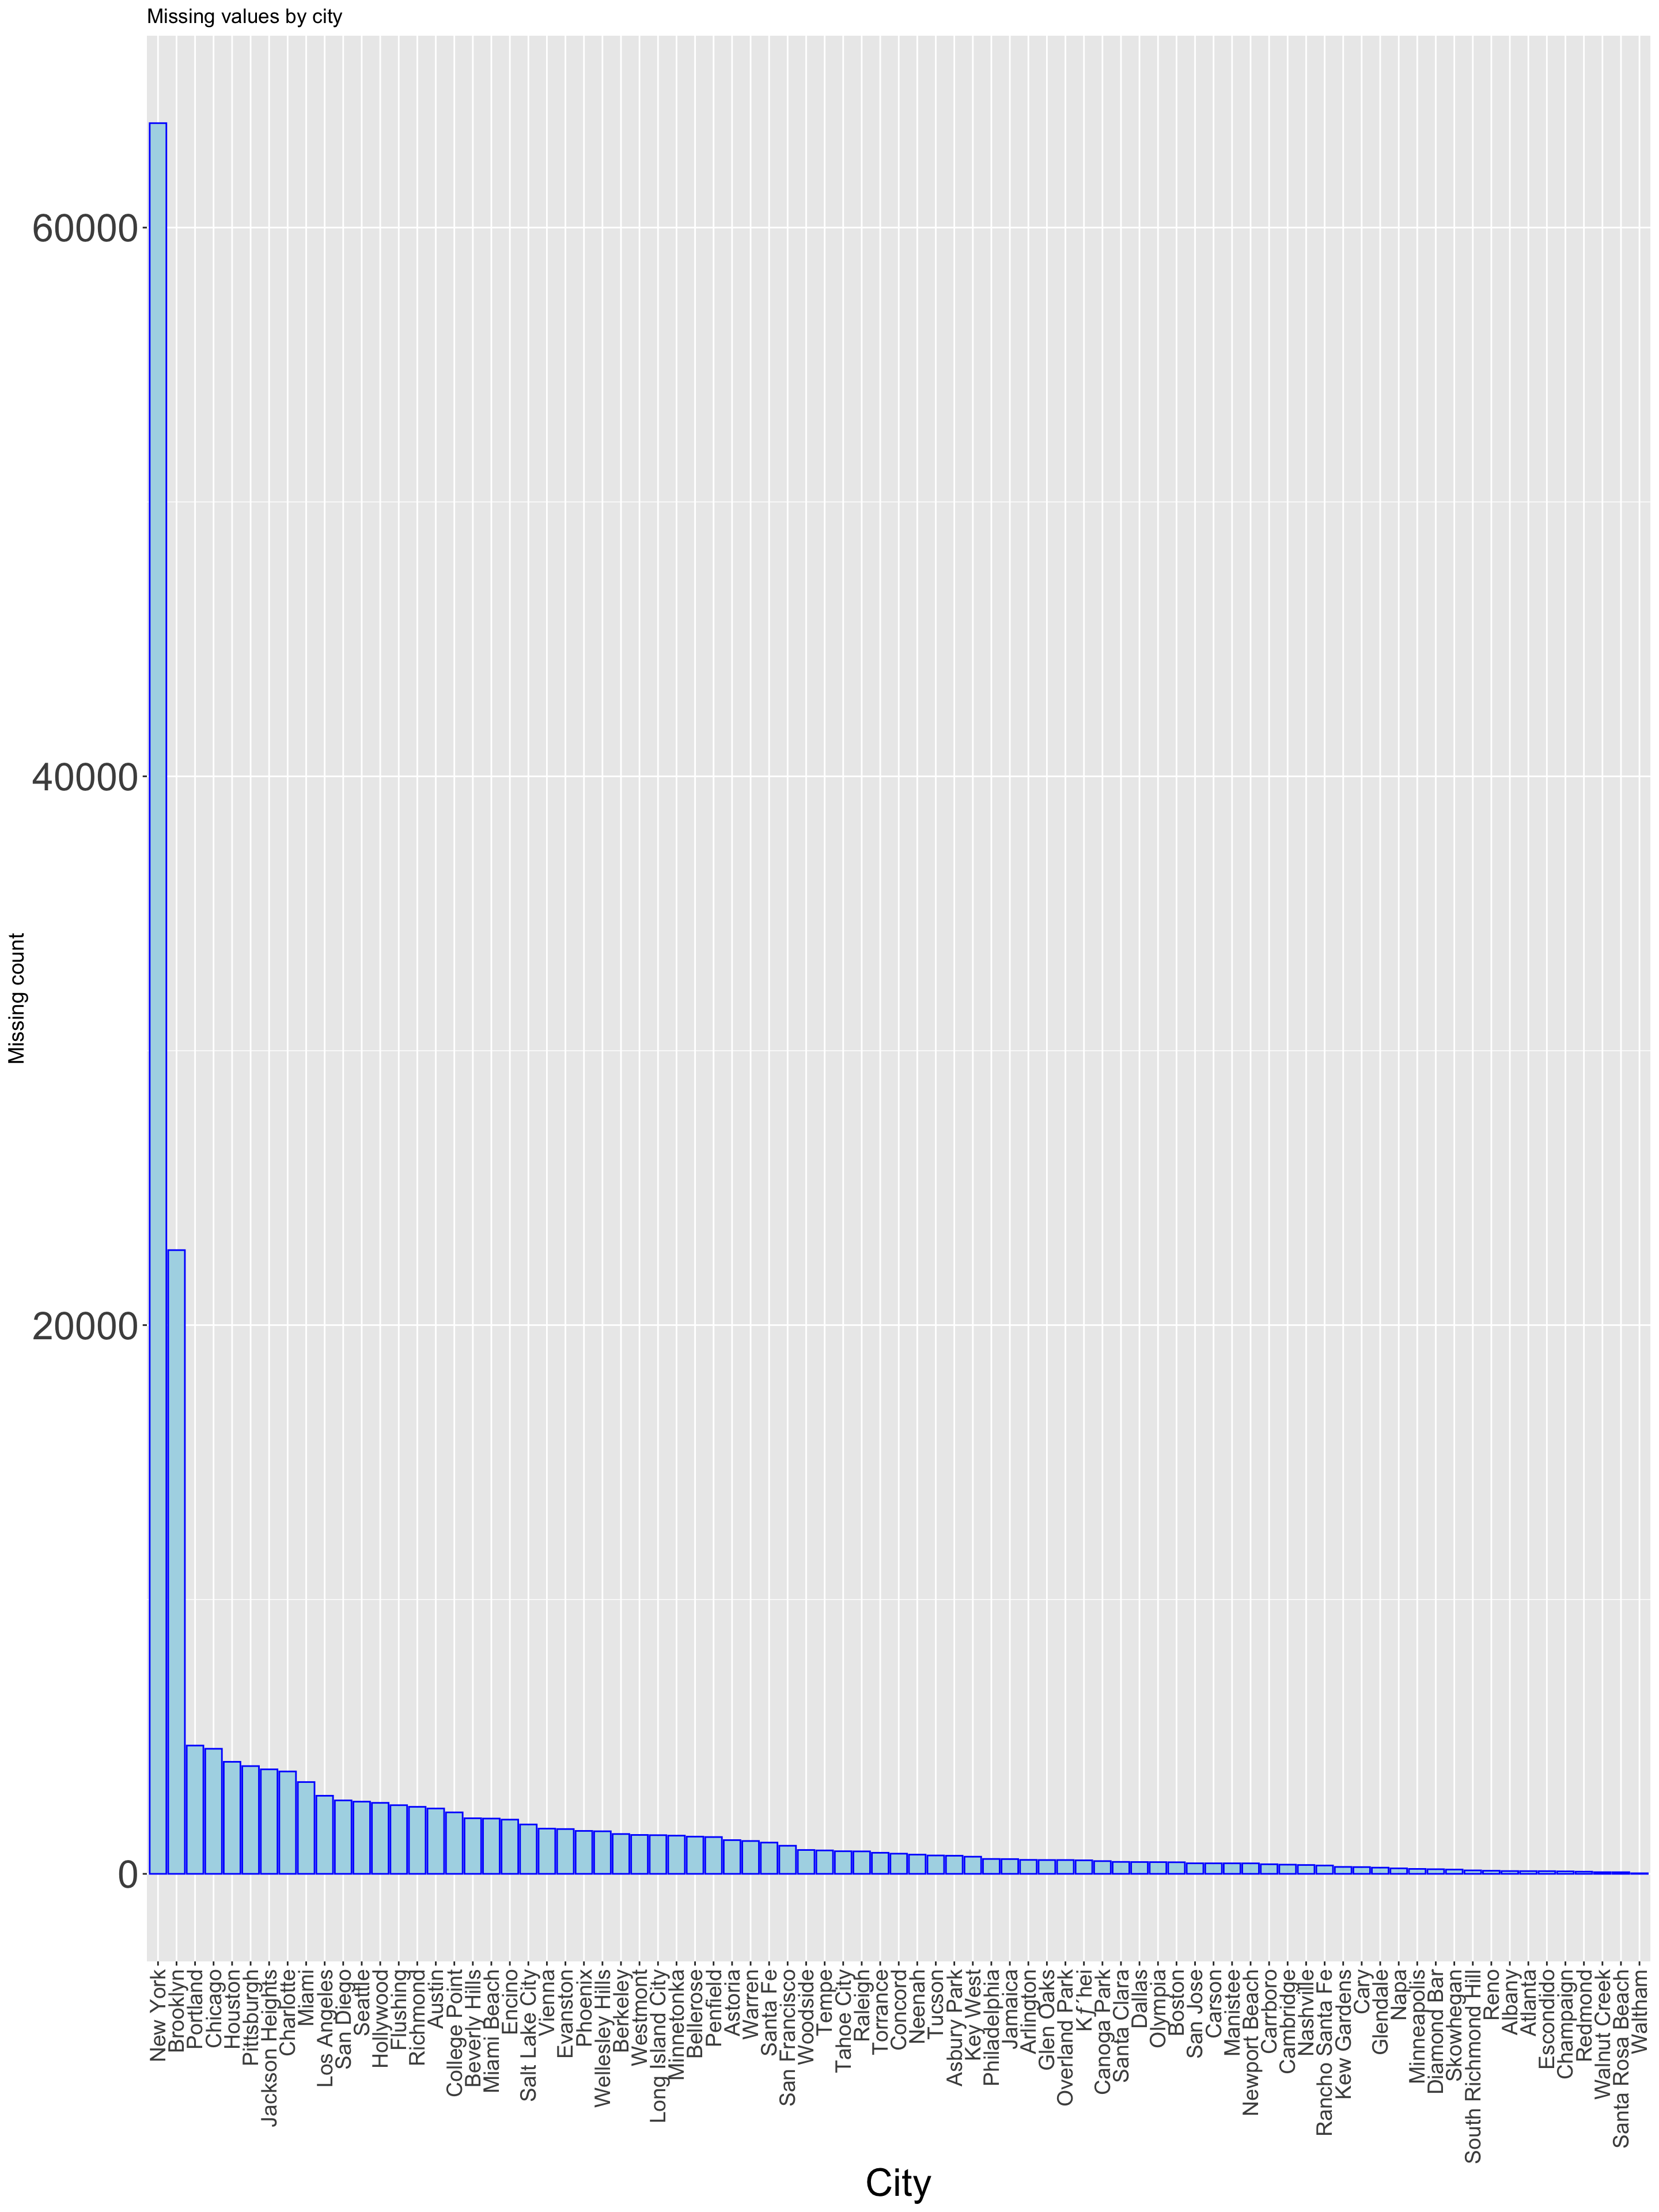 Missing values by city
Missing count
60000
40000
20000
0
New York
Brooklyn
Portland
Chicago
Houston
Pittsburgh
Jackson Heights
Charlotte
Miami
Los Angeles
San Diego
Seattle
Hollywood
Flushing
Richmond
Austin
College Point
Beverly Hills
Miami Beach
Encino
Salt Lake City
Vienna
Evanston
Phoenix
Wellesley Hills
Berkeley
Westmont
Long Island City
Minnetonka
Bellerose
Penfield
Astoria
Warren
Santa Fe
San Francisco
Woodside
Tempe
Tahoe City
Raleigh
Torrance
Concord
Neenah
Tucson
Asbury Park
Key West
Philadelphia
Jamaica
Arlington
Glen Oaks
Overland Park
K ƒ´hei
Canoga Park
Santa Clara
Dallas
Olympia
Boston
San Jose
Carson
Manistee
Newport Beach
Carrboro
Cambridge
Nashville
Rancho Santa Fe
Kew Gardens
Cary
Glendale
Napa
Minneapolis
Diamond Bar
Skowhegan
South Richmond Hill
Reno
Albany
Atlanta
Escondido
Champaign
Redmond
Walnut Creek
Santa Rosa Beach
Waltham
City